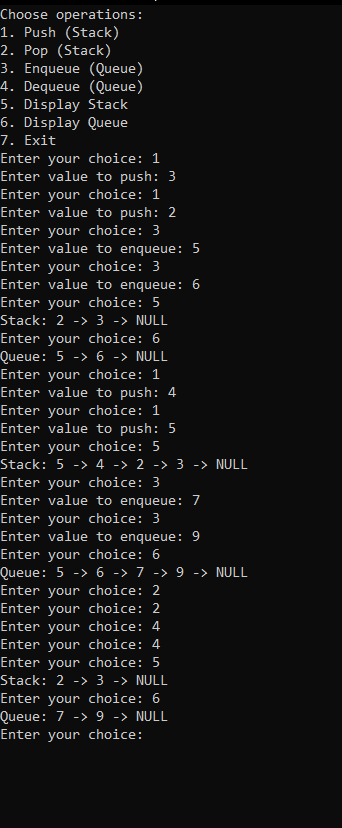 Choose operations:
1. Push (Stack)
2. Pop (Stack)
3. Enqueue (Queue)
4. Dequeue (Queue)
5. Display Stack
6. Display Queue
7. Exit
Enter your choice: 1
Enter value to push: 3
Enter your choice: 1
Enter value to push: 2
Enter your choice: 3
Enter value to enqueue: 5
Enter your choice: 3
Enter value to enqueue: 6
Enter your choice: 5
Stack: 2 -> 3 -> NULL
Enter your choice: 6
Queue: 5 -> 6 -> NULL
Enter your choice: 1
Enter value to push: 4
Enter your choice: 1
Enter value to push: 5
Enter your choice: 5
Stack: 5 -> 4 -> 2 -> 3 -> NULL
Enter your choice: 3
Enter value to enqueue: 7
Enter your choice: 3
Enter value to enqueue: 9
Enter your choice: 6
Queue: 5 -> 6 -> 7 -> 9 -> NULL
Enter your choice: 2
Enter your choice: 2
Enter your choice: 4
Enter your choice: 4
Enter your choice: 5
Stack: 2 -> 3 -> NULL
Enter your choice: 6
Queue: 7 -> 9 -> NULL
Enter your choice: